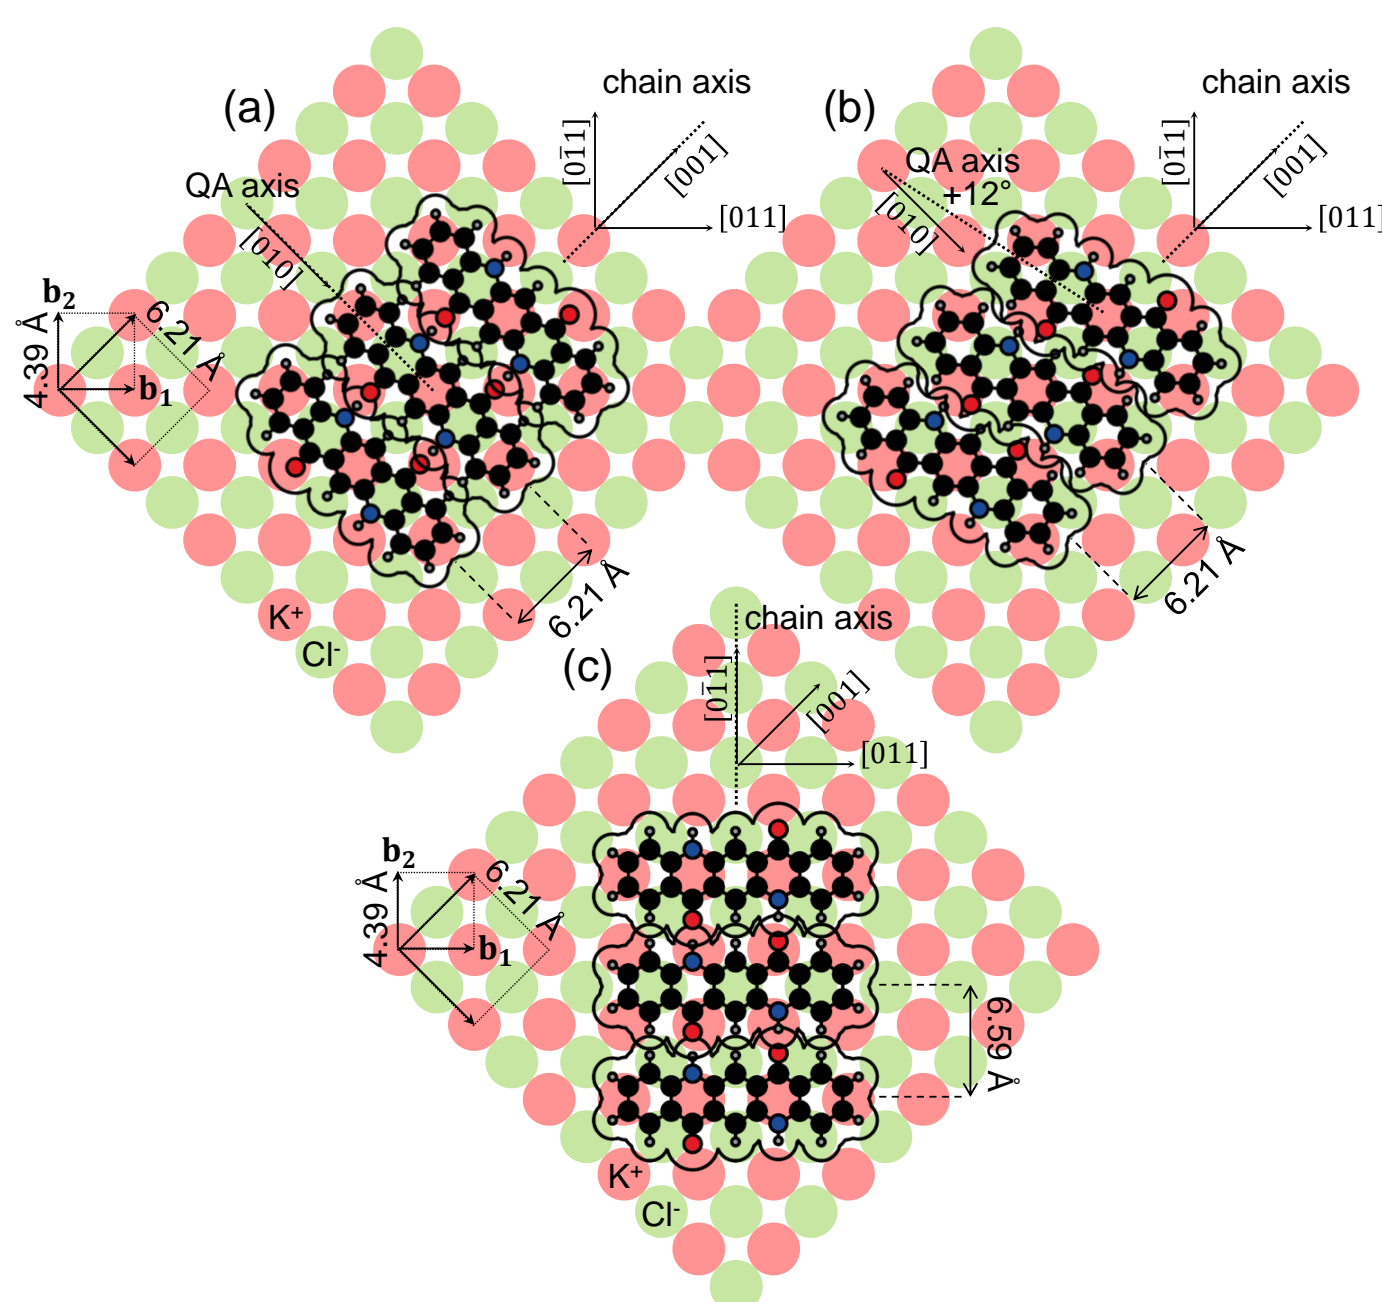 (a)
chain axis
[01̄1]
[001]
[011]
QA axis
[010]
b₂
4.39 Å
6.21 Å
b₁
6.21 Å
K⁺
Cl⁻
(b)
chain axis
[01̄1]
[001]
[011]
QA axis
+12°
[010]
6.21 Å
(c)
chain axis
[01̄1]
[001]
[011]
b₂
4.39 Å
6.21 Å
b₁
6.59 Å
K⁺
Cl⁻